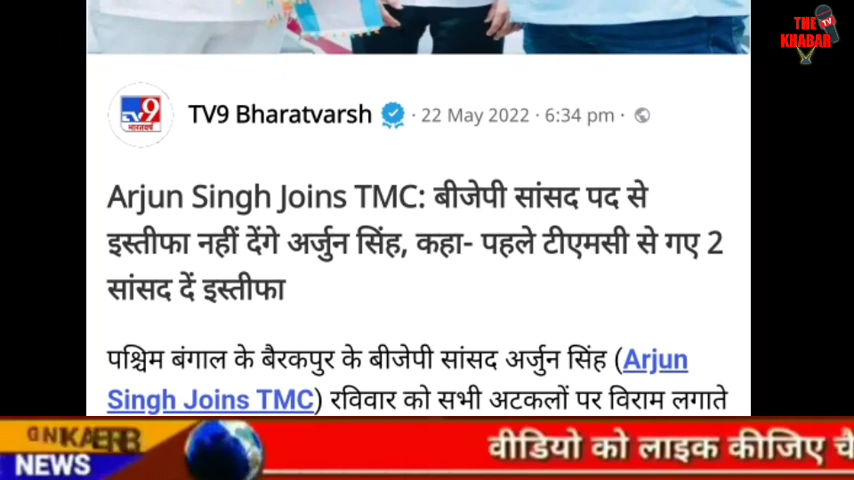 THE
TV
KHABAR
TV9
भारतवर्ष
TV9 Bharatvarsh · 22 May 2022 · 6:34 pm ·
Arjun Singh Joins TMC: बीजेपी सांसद पद से
इस्तीफा नहीं देंगे अर्जुन सिंह, कहा- पहले टीएमसी से गए 2
सांसद दें इस्तीफा
पश्चिम बंगाल के बैरकपुर के बीजेपी सांसद अर्जुन सिंह (Arjun
Singh Joins TMC) रविवार को सभी अटकलों पर विराम लगाते
NEWS
वीडियो को लाइक कीजिए चै